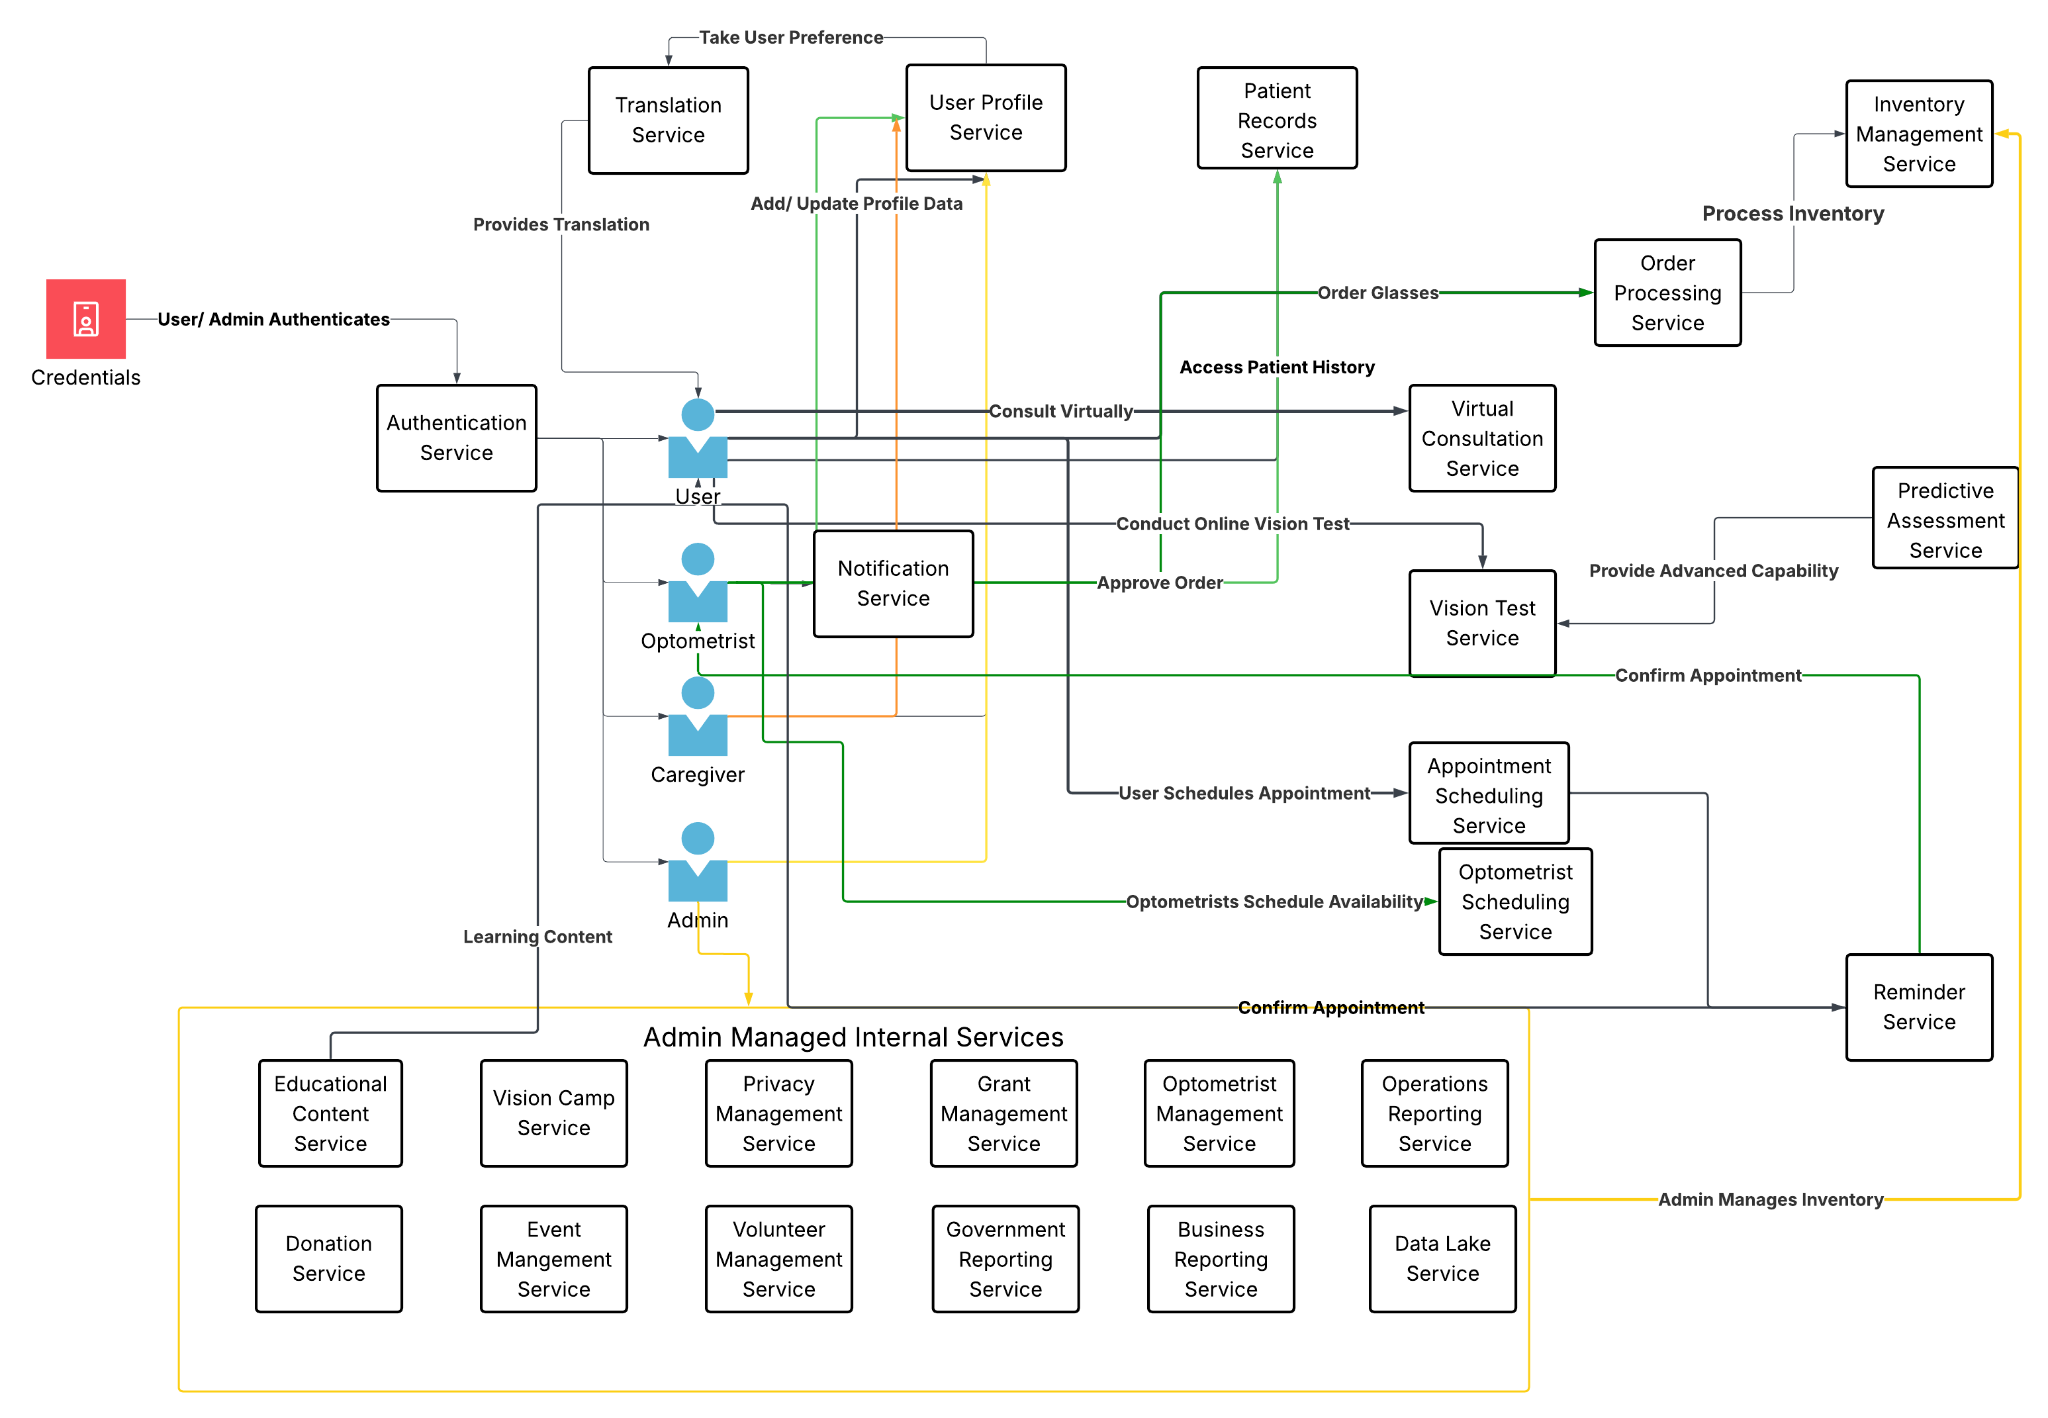 Take User Preference
Translation
Service
User Profile
Service
Patient
Records
Service
Inventory
Management
Service
Add/ Update Profile Data
Provides Translation
Process Inventory
Order
Processing
Service
Order Glasses
User/ Admin Authenticates
Credentials
Access Patient History
Authentication
Service
Consult Virtually
Virtual
Consultation
Service
User
Conduct Online Vision Test
Predictive
Assessment
Service
Provide Advanced Capability
Notification
Service
Approve Order
Vision Test
Service
Optometrist
Confirm Appointment
Caregiver
User Schedules Appointment
Appointment
Scheduling
Service
Optometrist
Scheduling
Service
Optometrists Schedule Availability
Admin
Learning Content
Reminder
Service
Confirm Appointment
Admin Managed Internal Services
Educational
Content
Service
Vision Camp
Service
Privacy
Management
Service
Grant
Management
Service
Optometrist
Management
Service
Operations
Reporting
Service
Admin Manages Inventory
Donation
Service
Event
Mangement
Service
Volunteer
Management
Service
Government
Reporting
Service
Business
Reporting
Service
Data Lake
Service